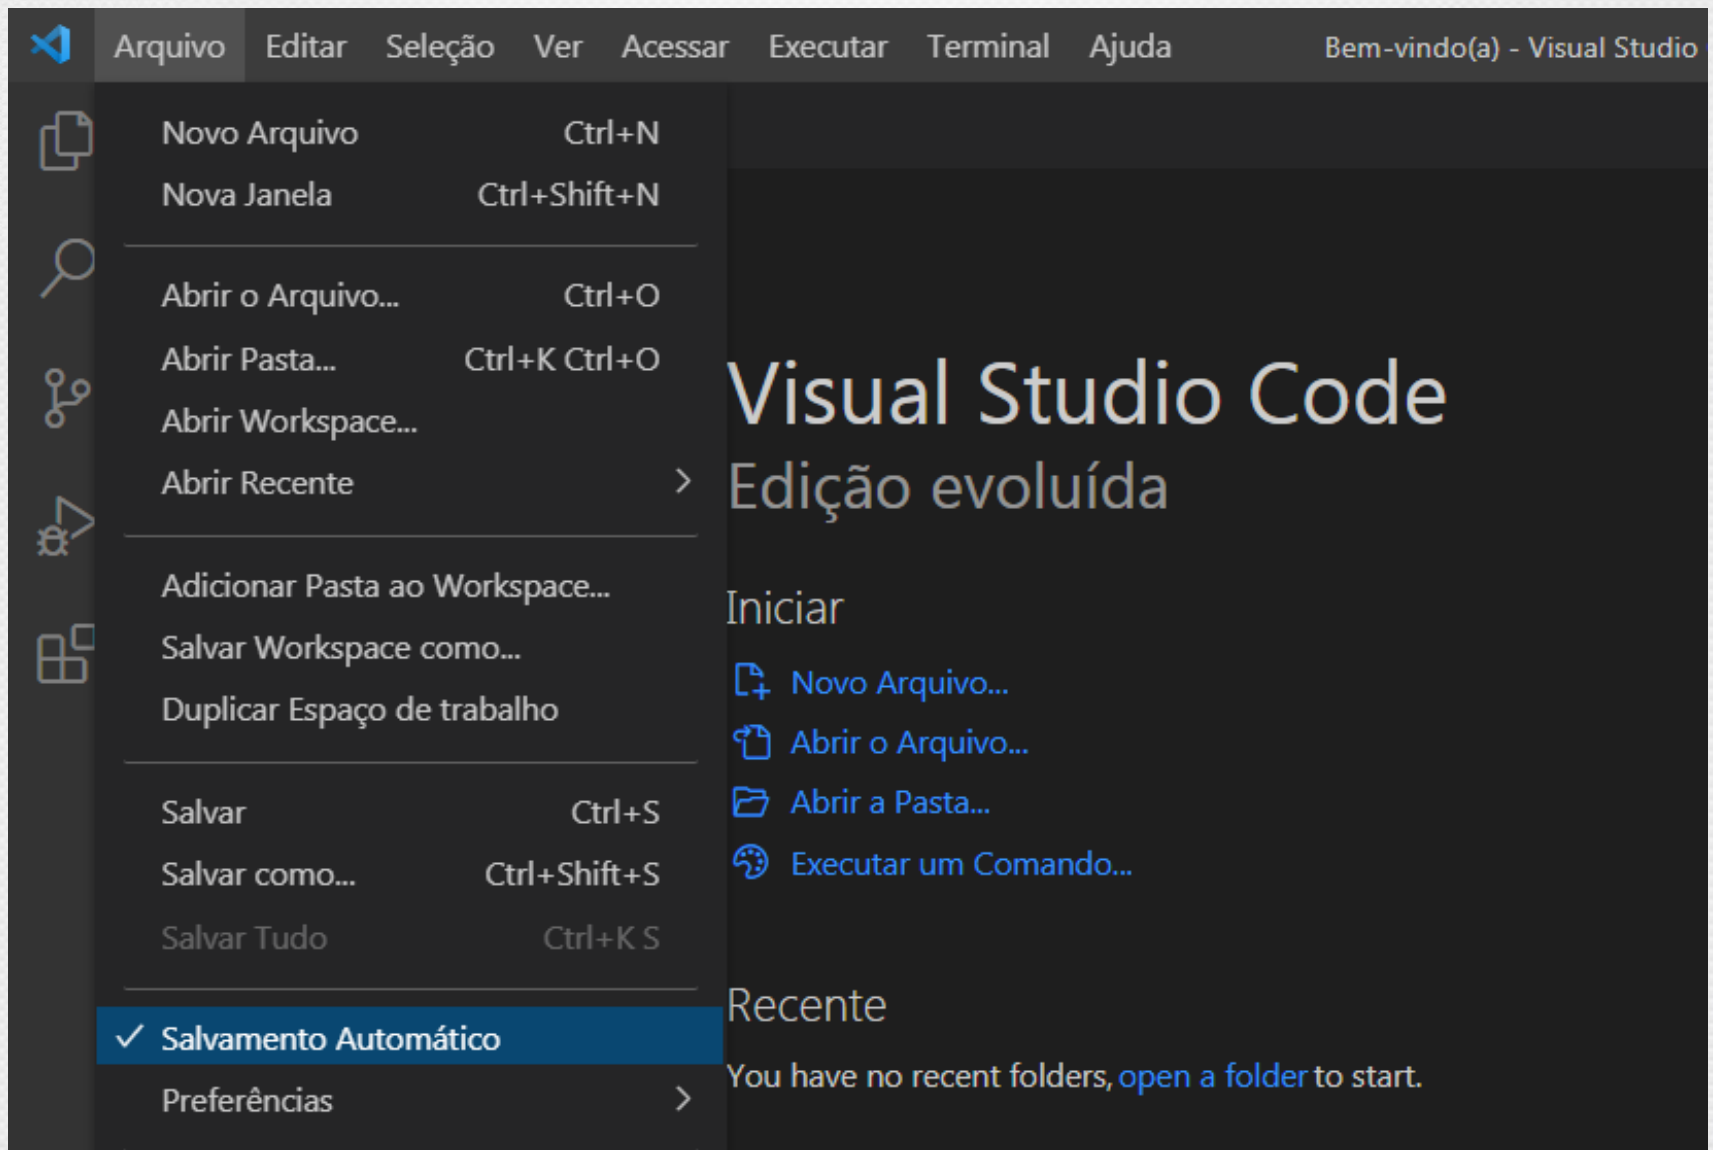 Arquivo Editar Seleção Ver Acessar Executar Terminal Ajuda Bem-vindo(a) - Visual Studio
Novo Arquivo Ctrl+N
Nova Janela Ctrl+Shift+N
Abrir o Arquivo... Ctrl+O
Abrir Pasta... Ctrl+K Ctrl+O
Abrir Workspace...
Abrir Recente
Adicionar Pasta ao Workspace...
Salvar Workspace como...
Duplicar Espaço de trabalho
Salvar Ctrl+S
Salvar como... Ctrl+Shift+S
Salvar Tudo Ctrl+K S
Salvamento Automático
Preferências
Visual Studio Code
Edição evoluída
Iniciar
Novo Arquivo...
Abrir o Arquivo...
Abrir a Pasta...
Executar um Comando...
Recente
You have no recent folders, open a folder to start.